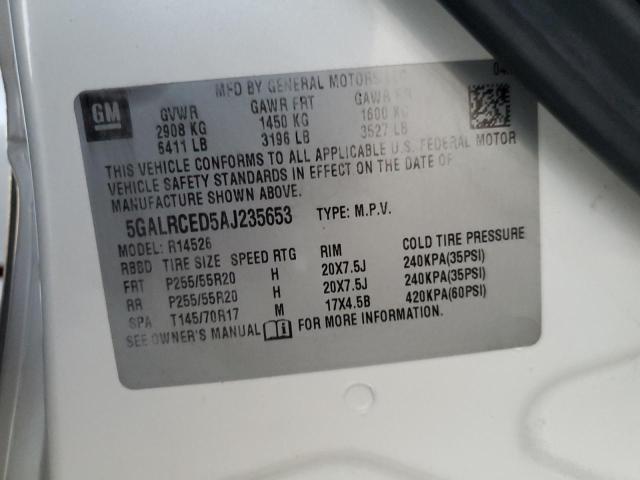 MFD BY GENERAL MOTORS LLC
04
GM
GVWR GAWR FRT GAWR RR
2908 KG 1450 KG 1600 KG
6411 LB 3196 LB 3527 LB
THIS VEHICLE CONFORMS TO ALL APPLICABLE U.S. FEDERAL MOTOR
VEHICLE SAFETY STANDARDS IN EFFECT ON THE DATE OF
MANUFACTURE SHOWN ABOVE.
5GALRCED5AJ235653 TYPE: M.P.V.
MODEL: R14526
RBBD TIRE SIZE SPEED RTG RIM COLD TIRE PRESSURE
FRT P255/55R20 H 20X7.5J 240KPA(35PSI)
RR P255/55R20 H 20X7.5J 240KPA(35PSI)
SPA T145/70R17 M 17X4.5B 420KPA(60PSI)
SEE OWNER'S MANUAL FOR MORE INFORMATION.